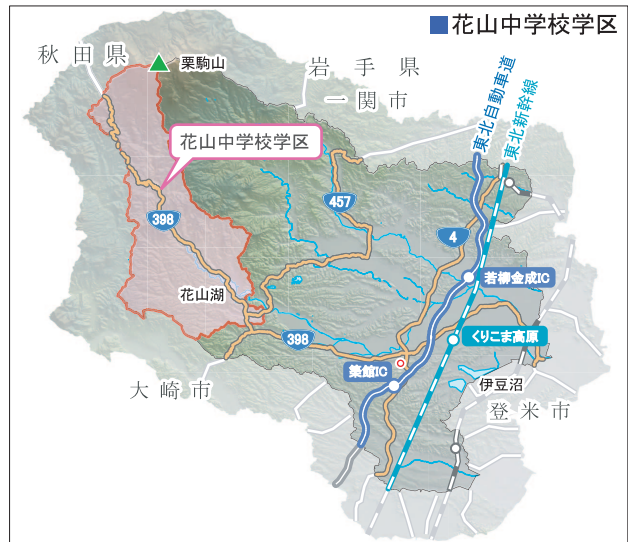 ■花山中学校学区
秋田県
栗駒山
岩手県
一関市
東北自動車道
東北新幹線
花山中学校学区
457
398
4
若柳金成IC
花山湖
398
くりこま高原
築館IC
伊豆沼
大崎市
登米市